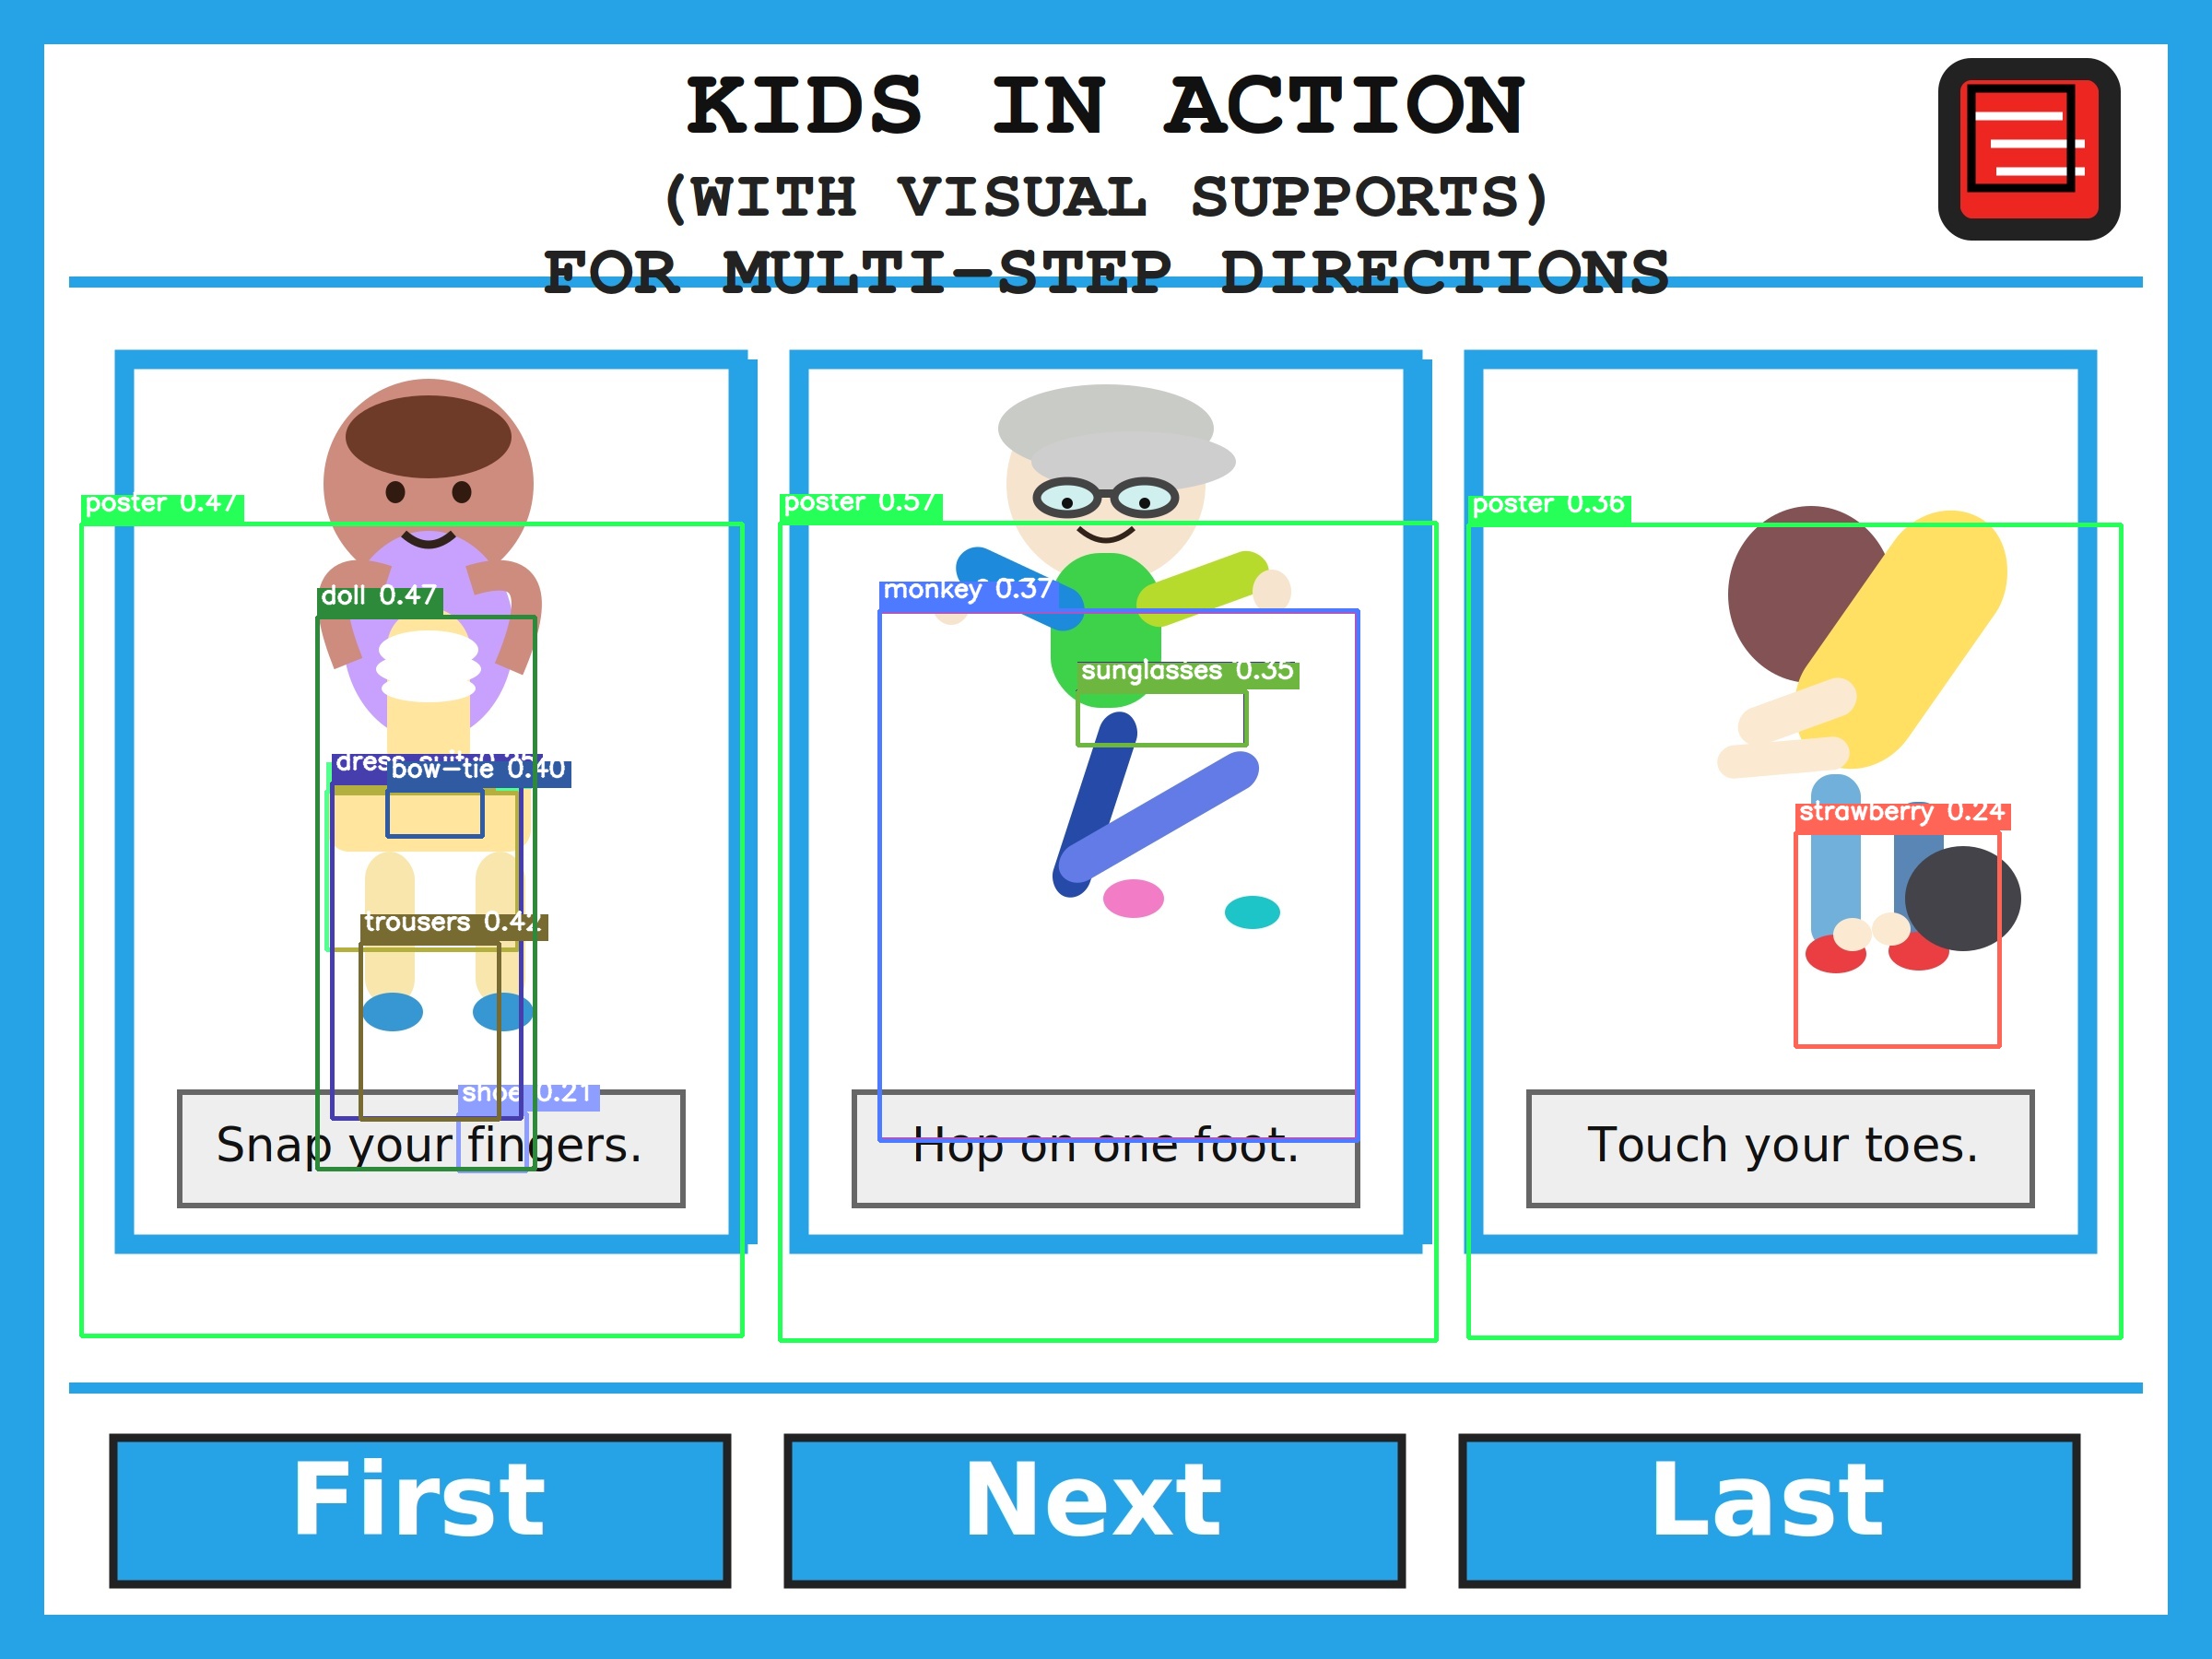 KIDS IN ACTION
(WITH VISUAL SUPPORTS)
FOR MULTI-STEP DIRECTIONS
poster 0.47
poster 0.57
poster 0.36
doll 0.47
monkey 0.37
sunglasses 0.35
bow-tie 0.40
strawberry 0.24
trousers 0.42
shoe 0.21
Snap your fingers.
Hop on one foot.
Touch your toes.
First
Next
Last